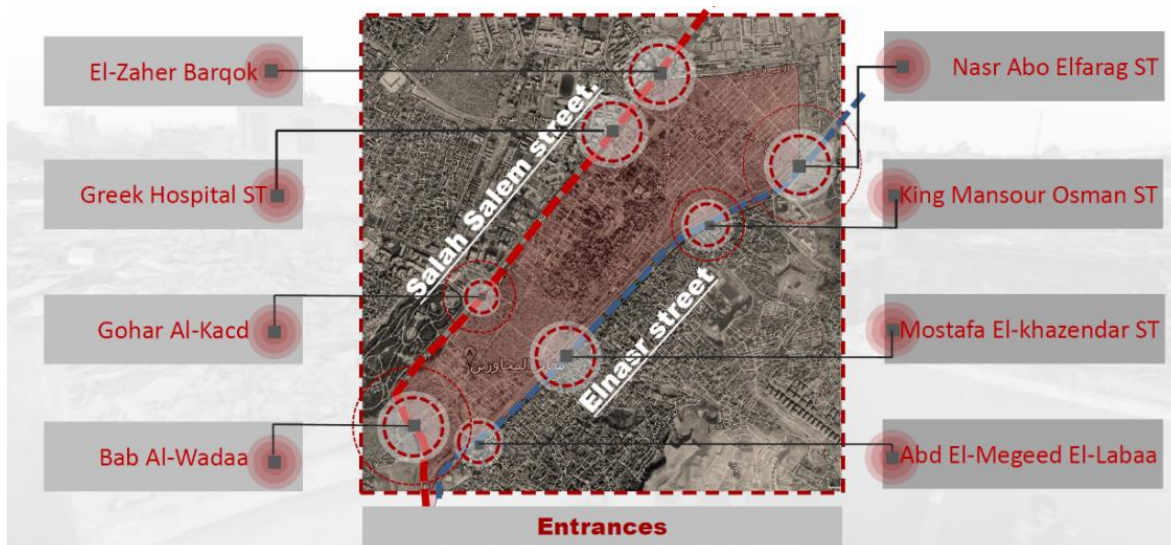 El-Zaher Barqok
Greek Hospital ST
Gohar Al-Kacd
Bab Al-Wadaa
Salah Salem street.
Elnasr street
Nasr Abo Elfarag ST
King Mansour Osman ST
Mostafa El-khazendar ST
Abd El-Megeed El-Labaa
Entrances